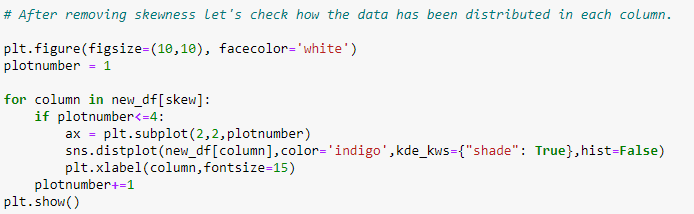 # After removing skewness let's check how the data has been distributed in each column.
plt.figure(figsize=(10,10), facecolor='white')
plotnumber = 1
for column in new_df[skew]:
    if plotnumber<=4:
        ax = plt.subplot(2,2,plotnumber)
        sns.distplot(new_df[column],color='indigo',kde_kws={"shade": True},hist=False)
        plt.xlabel(column,fontsize=15)
    plotnumber+=1
plt.show()